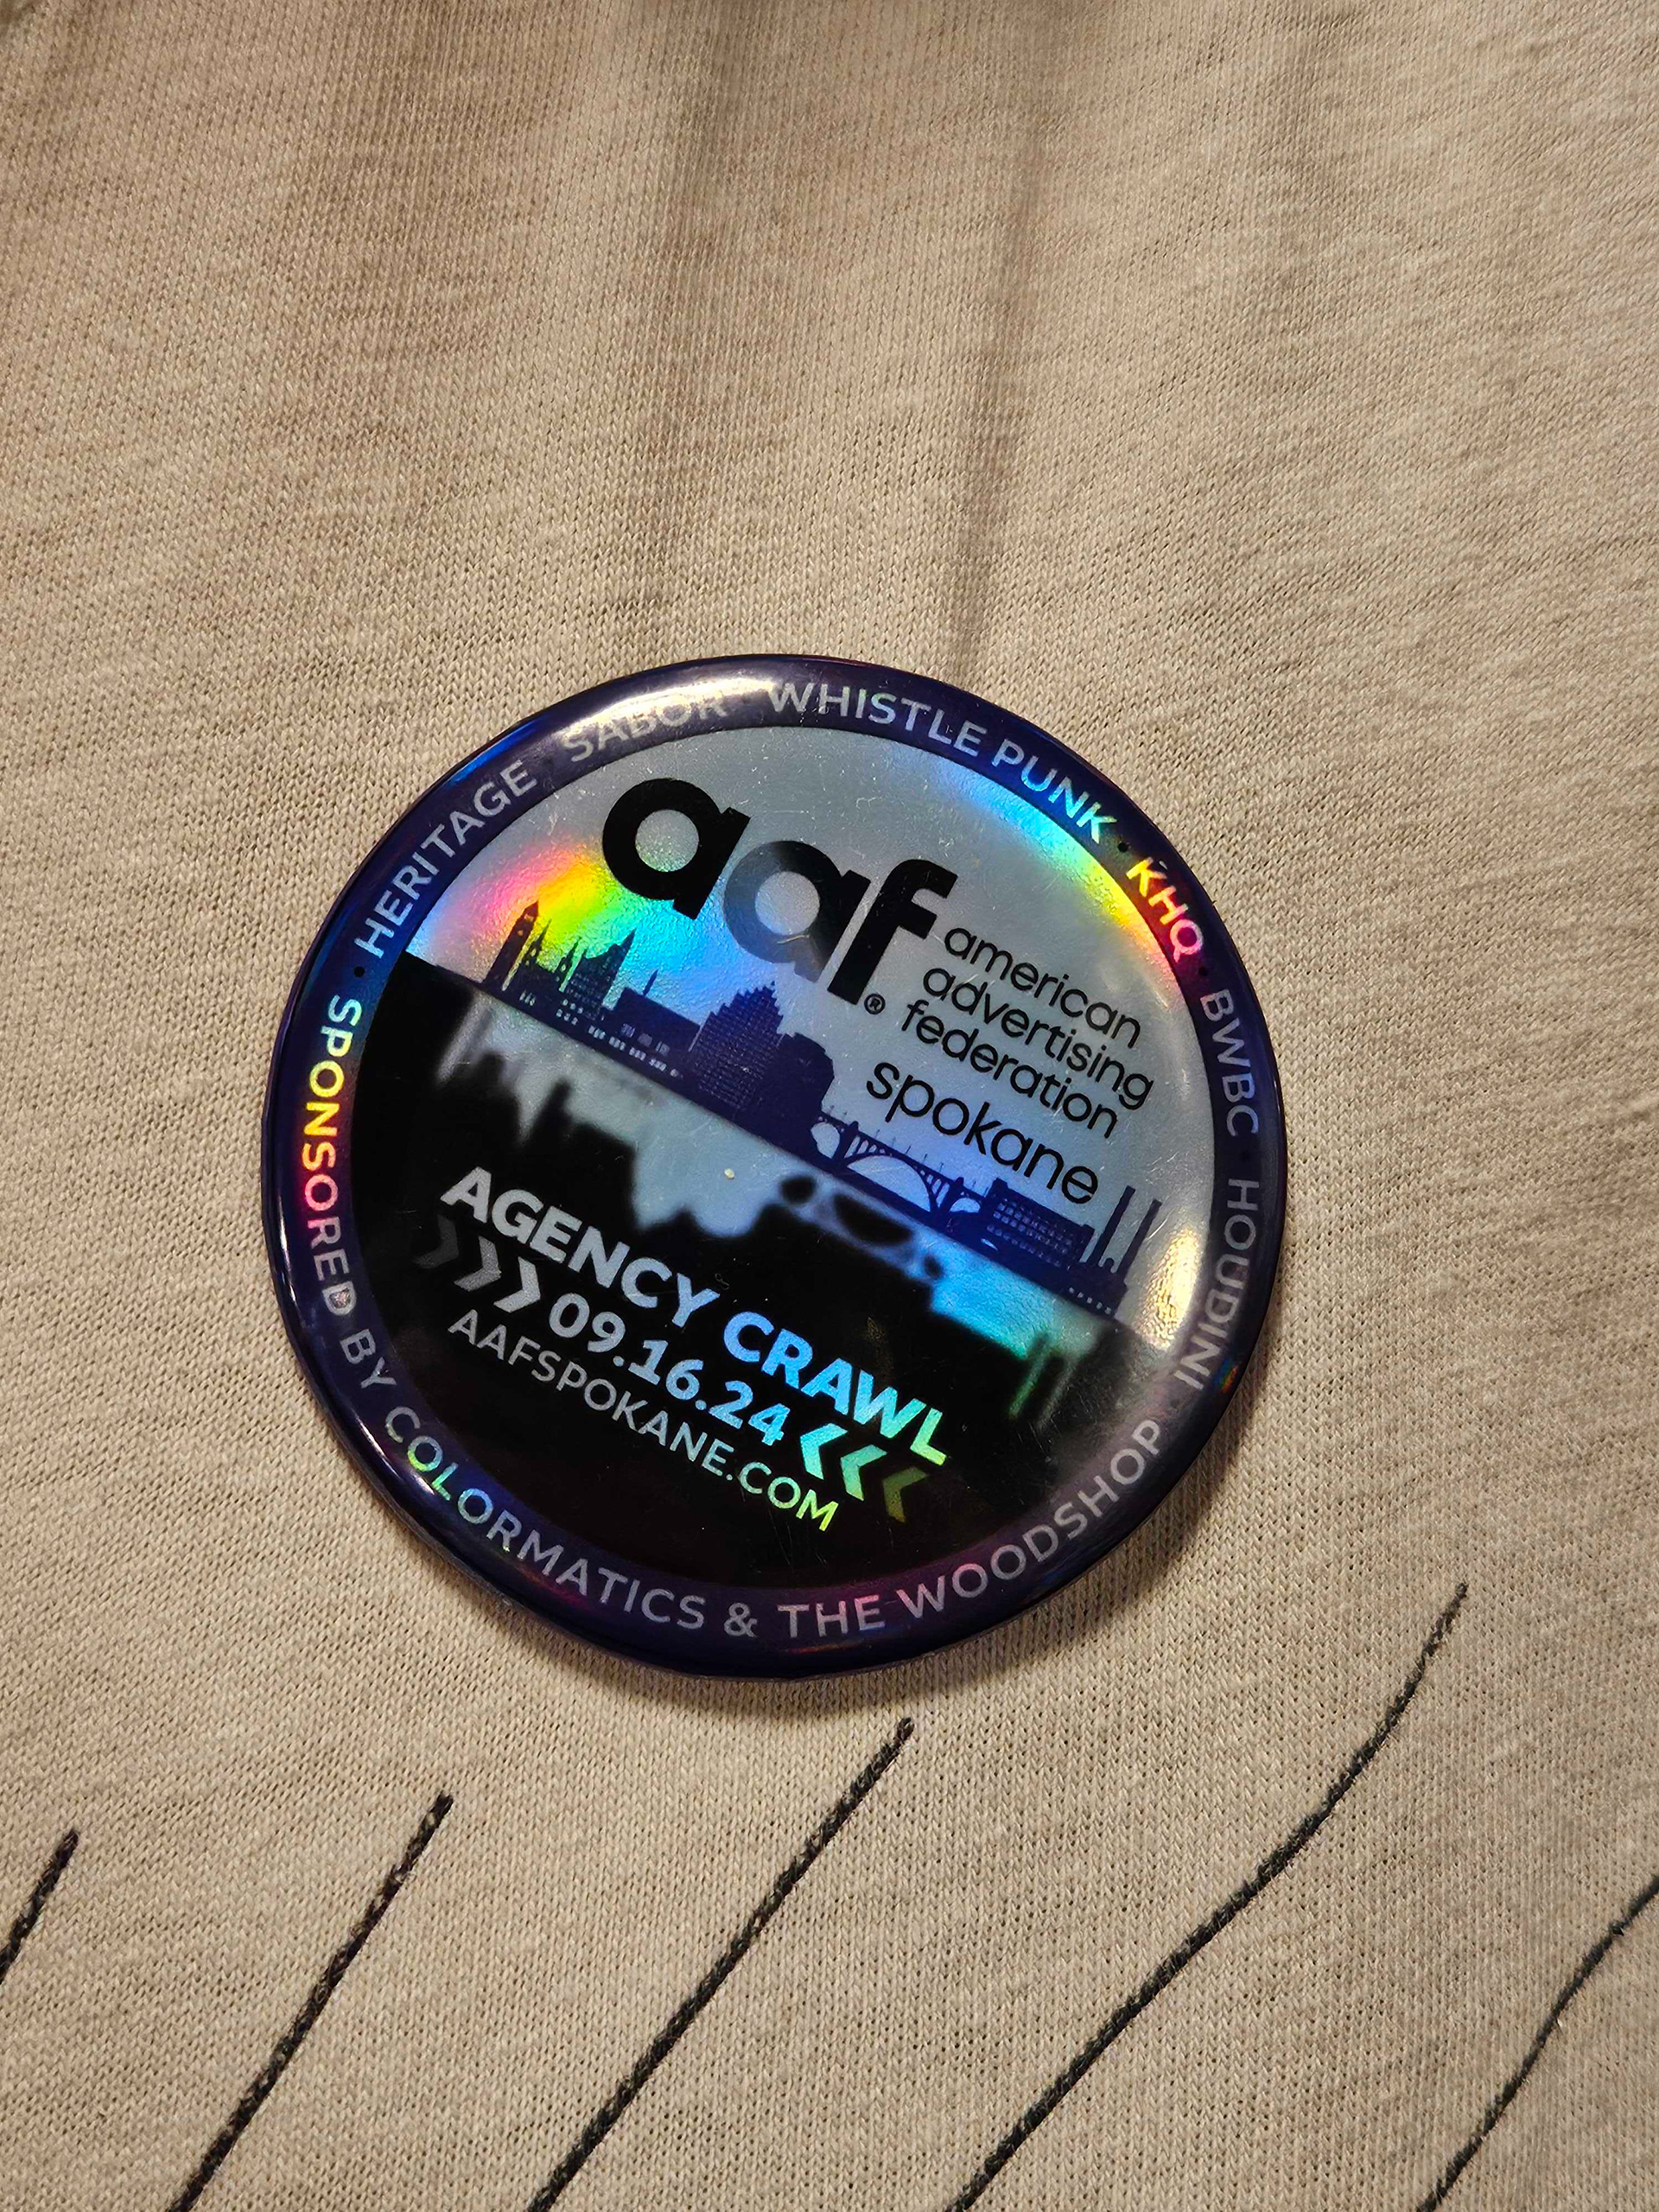 aaf®
american
advertising
federation
spokane
AGENCY CRAWL
09.16.24
AAFSPOKANE.COM
HERITAGE · SABOR · WHISTLE PUNK · KHQ · BWBC · HOUDINI
SPONSORED BY COLORMATICS & THE WOODSHOP